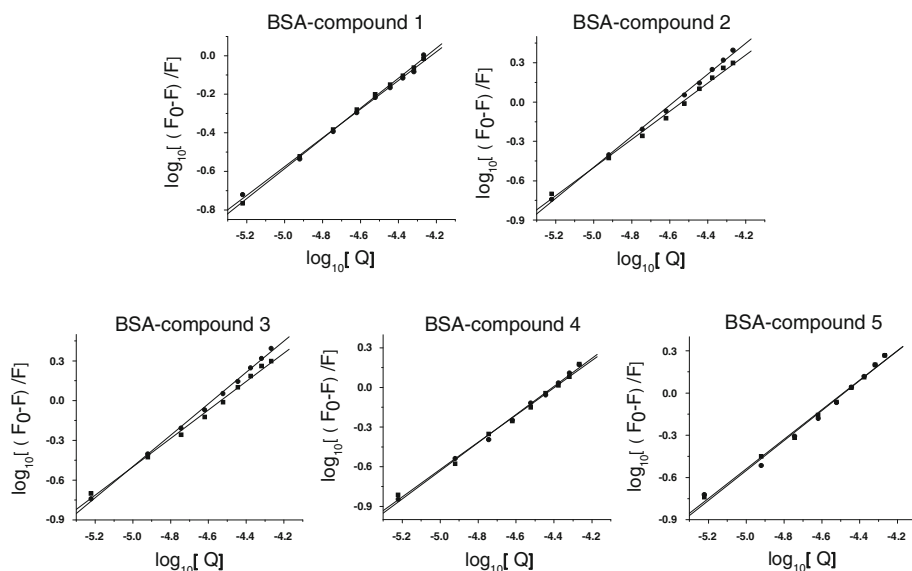 BSA-compound 1
log10[ ( F0-F) /F]
0.0
-0.2
-0.4
-0.6
-0.8
-5.2 -5.0 -4.8 -4.6 -4.4 -4.2
log10[ Q]
BSA-compound 2
log10[ ( F0-F) /F]
0.3
0.0
-0.3
-0.6
-0.9
-5.2 -5.0 -4.8 -4.6 -4.4 -4.2
log10[ Q]
BSA-compound 3
log10[ ( F0-F) /F]
0.3
0.0
-0.3
-0.6
-0.9
-5.2 -5.0 -4.8 -4.6 -4.4 -4.2
log10[ Q]
BSA-compound 4
log10[ ( F0-F) /F]
0.3
0.0
-0.3
-0.6
-0.9
-5.2 -5.0 -4.8 -4.6 -4.4 -4.2
log10[ Q]
BSA-compound 5
log10[ ( F0-F) /F]
0.3
0.0
-0.3
-0.6
-0.9
-5.2 -5.0 -4.8 -4.6 -4.4 -4.2
log10[ Q]